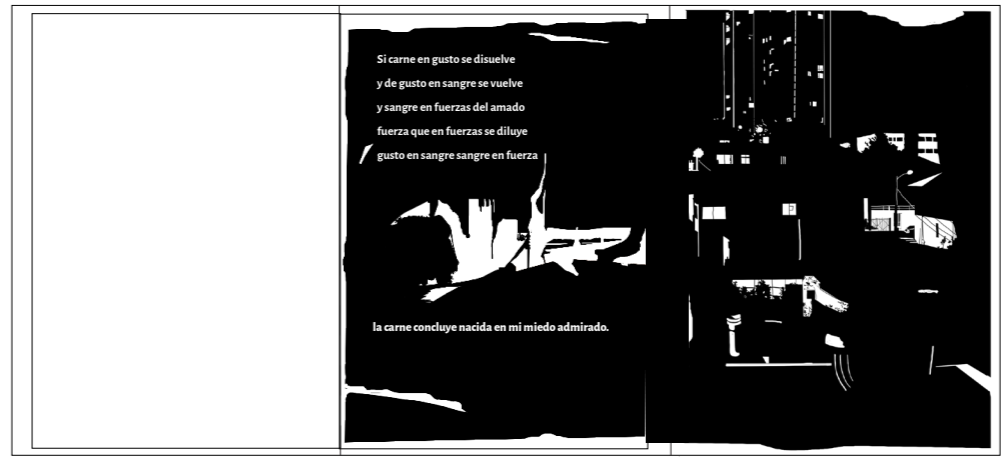 Si carne en gusto se disuelve
y de gusto en sangre se vuelve
y sangre en fuerzas del amado
fuerza que en fuerzas se diluye
gusto en sangre sangre en fuerza
la carne concluye nacida en mi miedo admirado.